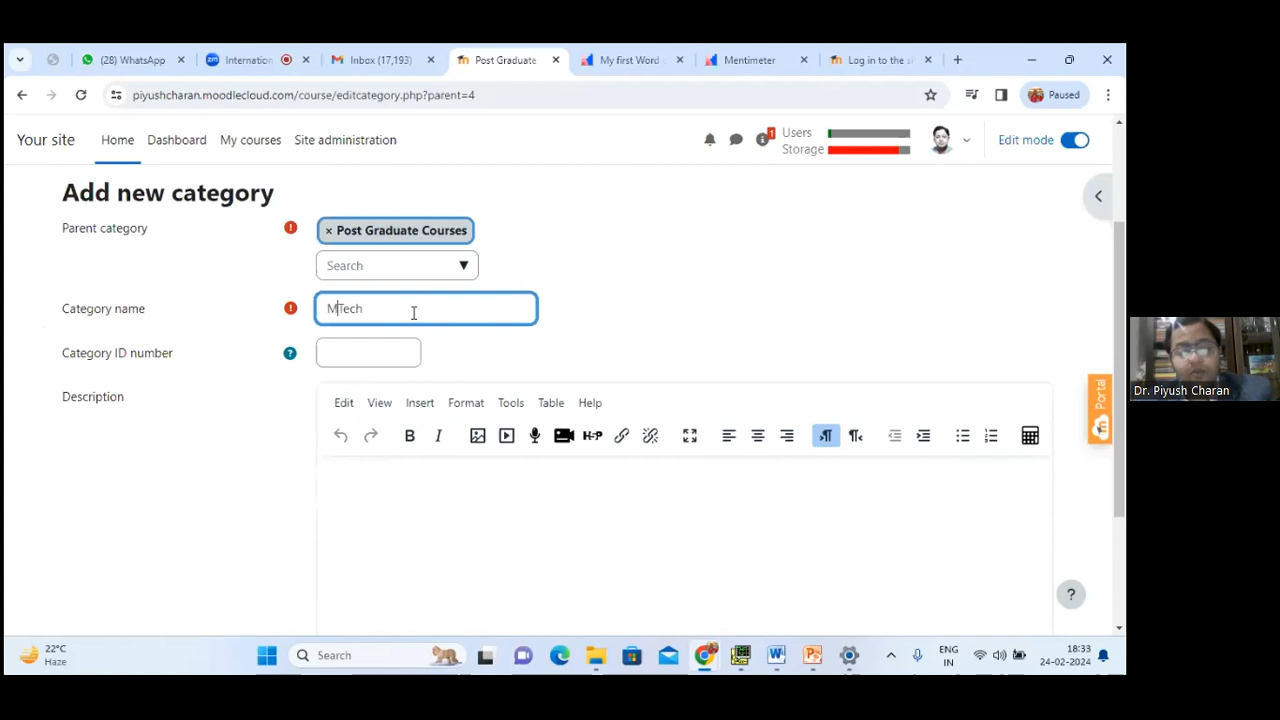 (28) WhatsApp
Internation
Inbox (17,193)
Post Graduate
My first Word
Mentimeter
Log in to the si
piyushcharan.moodlecloud.com/course/editcategory.php?parent=4
Paused
Your site
Home
Dashboard
My courses
Site administration
1
Users
Storage
Edit mode
Add new category
Parent category
× Post Graduate Courses
Search
Category name
MTech
Category ID number
Description
Edit View Insert Format Tools Table Help
B I H-P
Portal
?
Dr. Piyush Charan
22°C
Haze
Search
ENG
IN
18:33
24-02-2024